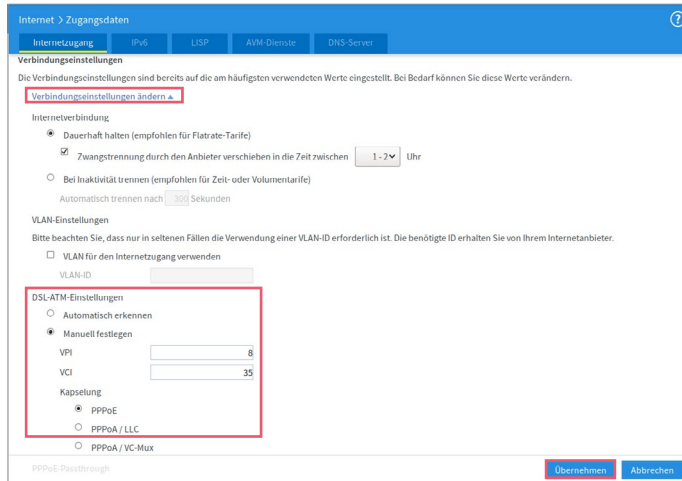 Internet > Zugangsdaten
Internetzugang IPv6 LISP AVM-Dienste DNS-Server
Verbindungseinstellungen
Die Verbindungseinstellungen sind bereits auf die am häufigsten verwendeten Werte eingestellt. Bei Bedarf können Sie diese Werte verändern.
Verbindungseinstellungen ändern
Internetverbindung
Dauerhaft halten (empfohlen für Flatrate-Tarife)
Zwangstrennung durch den Anbieter verschieben in die Zeit zwischen 1 - 2 Uhr
Bei Inaktivität trennen (empfohlen für Zeit- oder Volumentarife)
Automatisch trennen nach 300 Sekunden
VLAN-Einstellungen
Bitte beachten Sie, dass nur in seltenen Fällen die Verwendung einer VLAN-ID erforderlich ist. Die benötigte ID erhalten Sie von Ihrem Internetanbieter.
VLAN für den Internetzugang verwenden
VLAN-ID
DSL-ATM-Einstellungen
Automatisch erkennen
Manuell festlegen
VPI 8
VCI 35
Kapselung
PPPoE
PPPoA / LLC
PPPoA / VC-Mux
PPPoE-Passthrough
Übernehmen Abbrechen